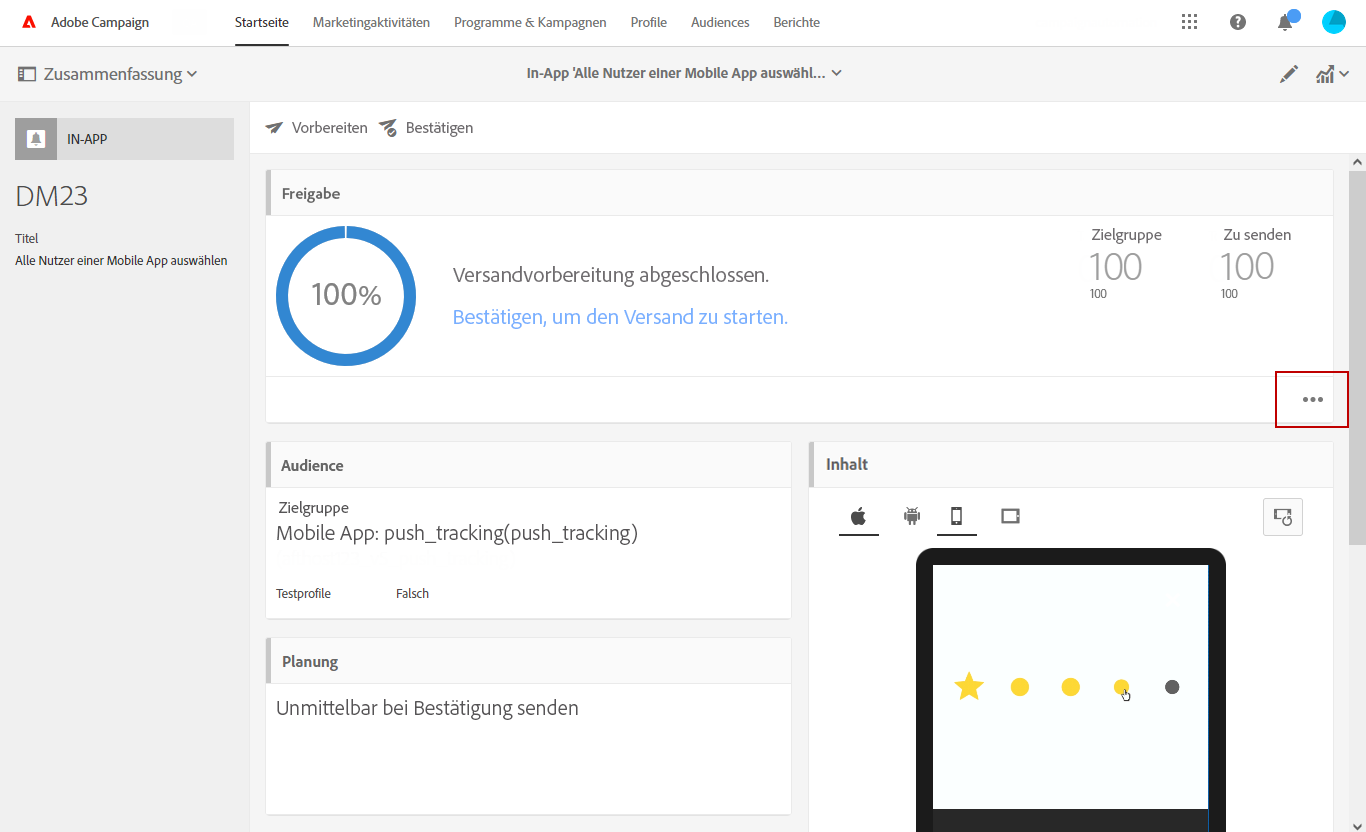 Adobe Campaign
Startseite
Marketingaktivitäten
Programme & Kampagnen
Profile
Audiences
Berichte
Zusammenfassung
In-App 'Alle Nutzer einer Mobile App auswähl...
Vorbereiten
Bestätigen
IN-APP
DM23
Titel
Alle Nutzer einer Mobile App auswählen
Freigabe
100%
Versandvorbereitung abgeschlossen.
Bestätigen, um den Versand zu starten.
Zielgruppe
100
100
Zu senden
100
100
Audience
Zielgruppe
Mobile App: push_tracking(push_tracking)
Testprofile Falsch
Planung
Unmittelbar bei Bestätigung senden
Inhalt